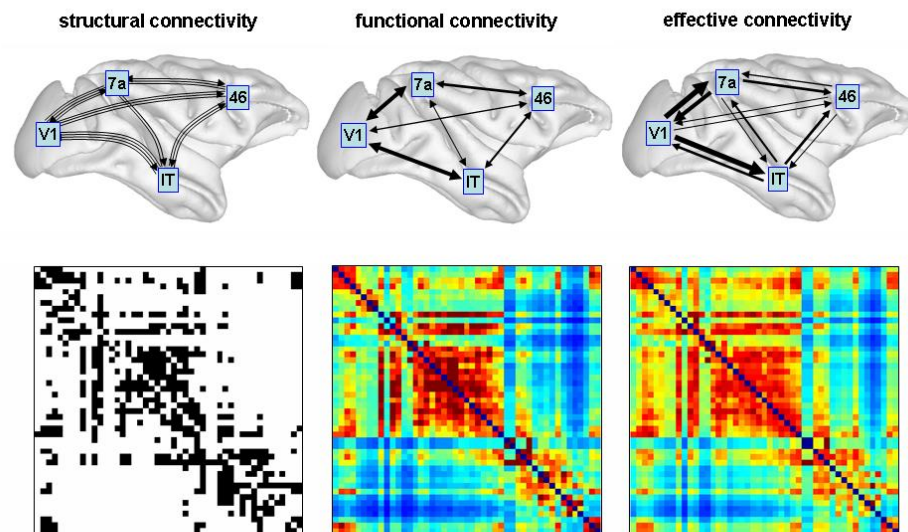 structural connectivity
functional connectivity
effective connectivity
7a
46
V1
IT
7a
46
V1
IT
7a
46
V1
IT